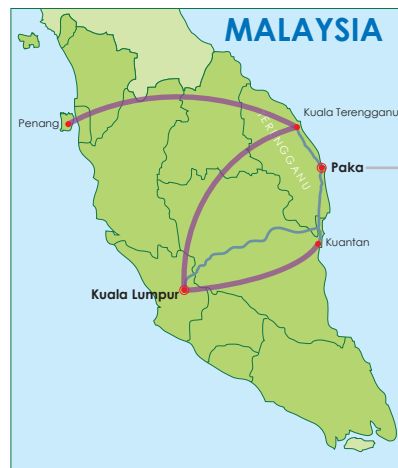 MALAYSIA
Penang
Kuala Terengganu
TERENGGANU
Paka
Kuantan
Kuala Lumpur